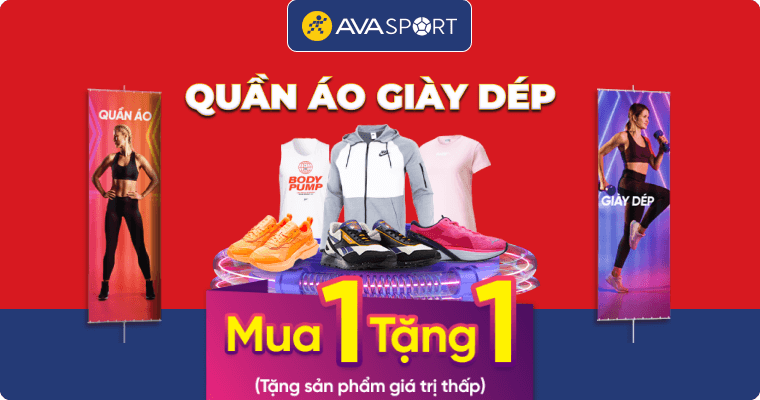 AVASPORT
QUẦN ÁO GIÀY DÉP
QUẦN ÁO
BODY
PUMP
GIÀY DÉP
Mua 1 Tặng 1
(Tặng sản phẩm giá trị thấp)